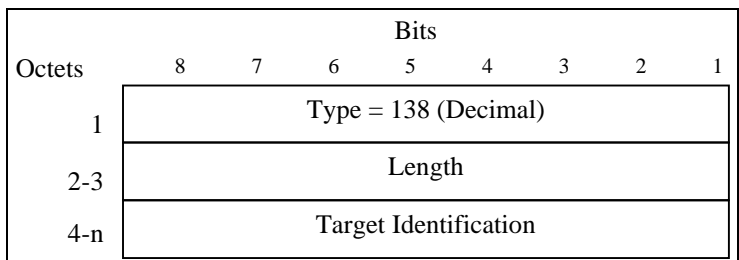 Bits
Octets 8 7 6 5 4 3 2 1
1 Type = 138 (Decimal)
2-3 Length
4-n Target Identification